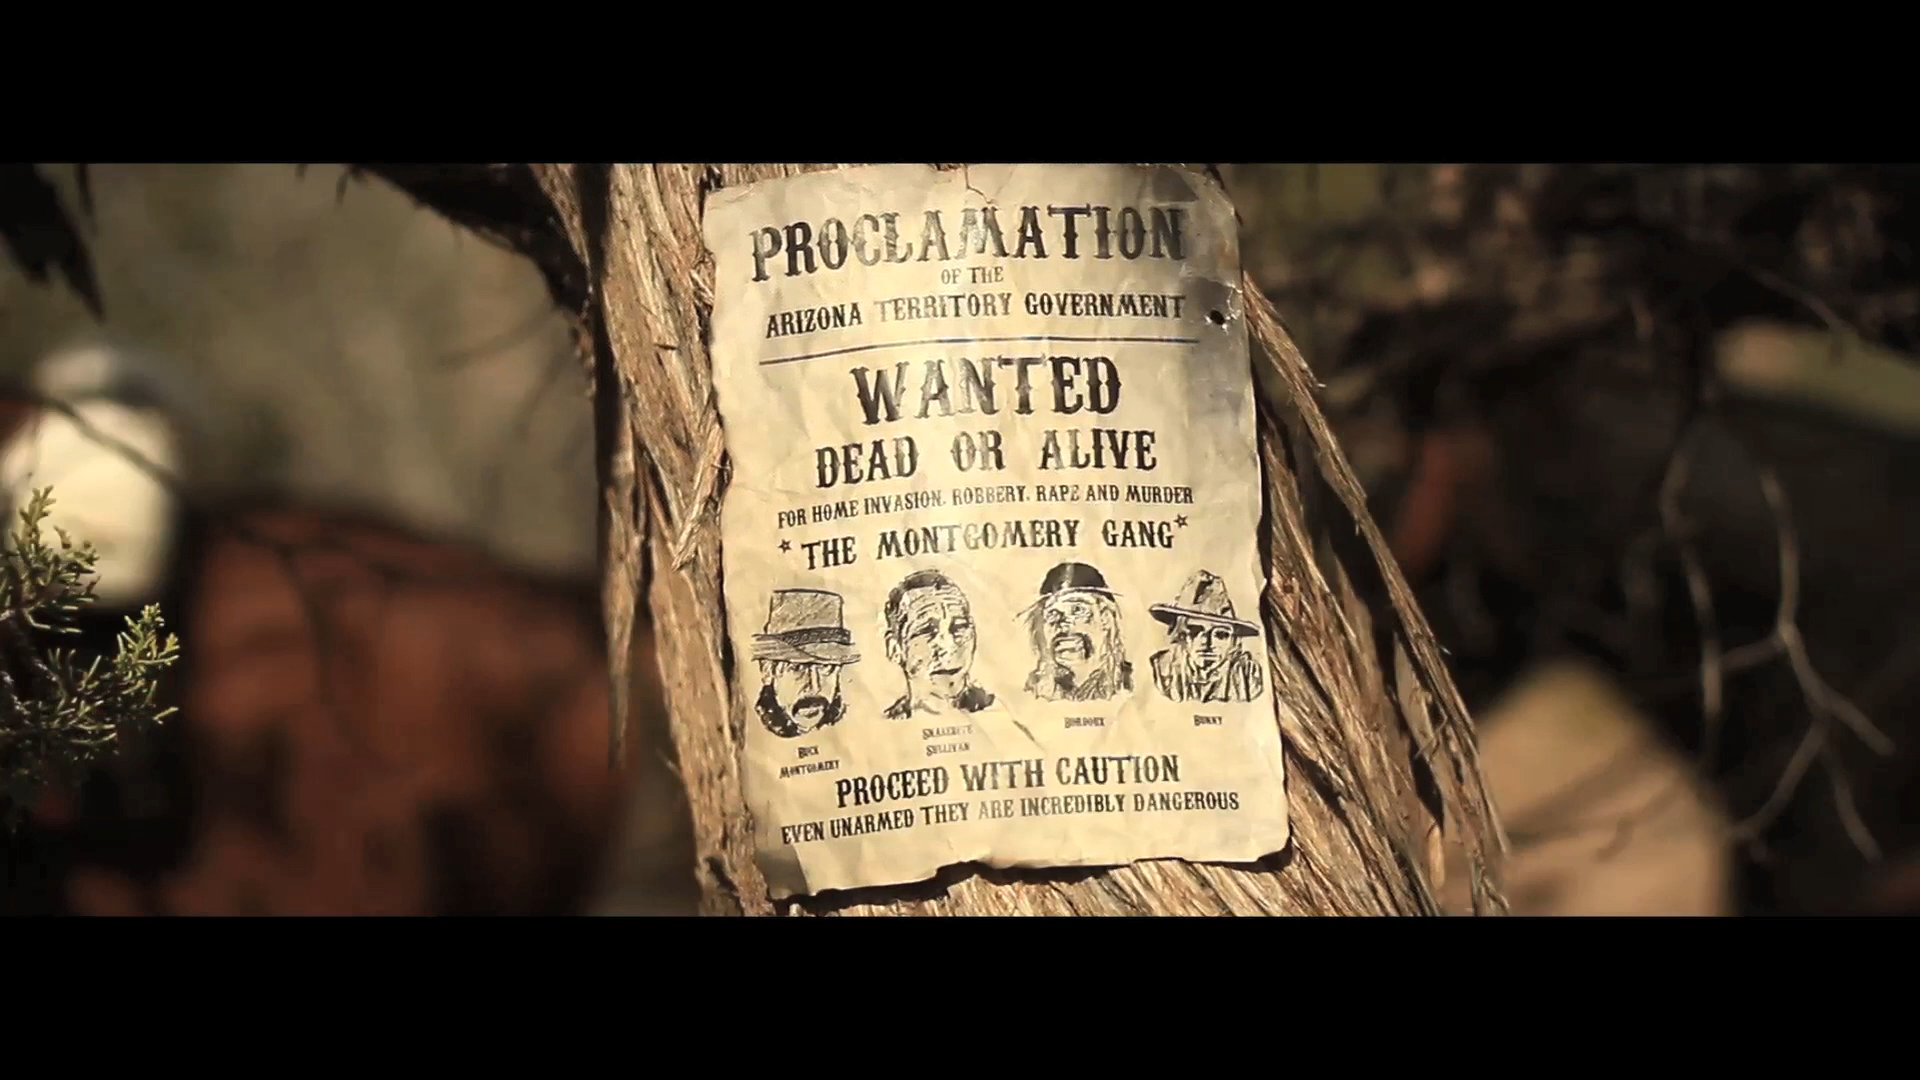 PROCLAMATION
OF THE
ARIZONA TERRITORY GOVERNMENT
WANTED
DEAD OR ALIVE
FOR HOME INVASION, ROBBERY, RAPE AND MURDER
*THE MONTGOMERY GANG*
BUCK
MONTGOMERY
SNAKEBITE
SULLIVAN
BUNNY
PROCEED WITH CAUTION
EVEN UNARMED THEY ARE INCREDIBLY DANGEROUS